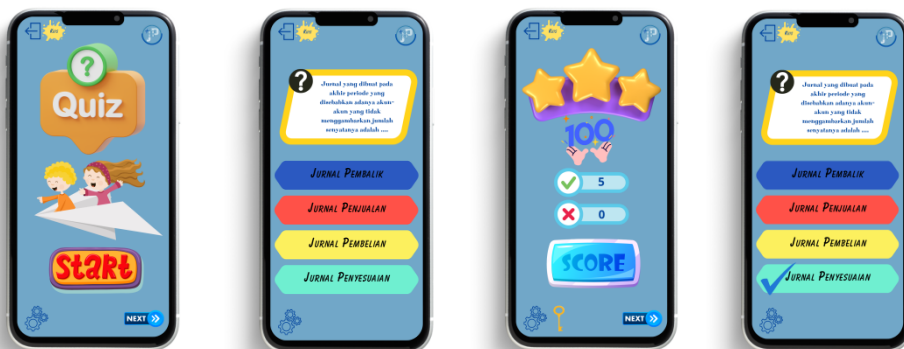 Quiz
START
NEXT
Jurnal yang dibuat pada
akhir periode yang
disebabkan adanya akun-
akun yang tidak
menggambarkan jumlah
senyatanya adalah ....
JURNAL PEMBALIK
JURNAL PENJUALAN
JURNAL PEMBELIAN
JURNAL PENYESUAIAN
100
5
0
SCORE
NEXT
Jurnal yang dibuat pada
akhir periode yang
disebabkan adanya akun-
akun yang tidak
menggambarkan jumlah
senyatanya adalah ....
JURNAL PEMBALIK
JURNAL PENJUALAN
JURNAL PEMBELIAN
JURNAL PENYESUAIAN